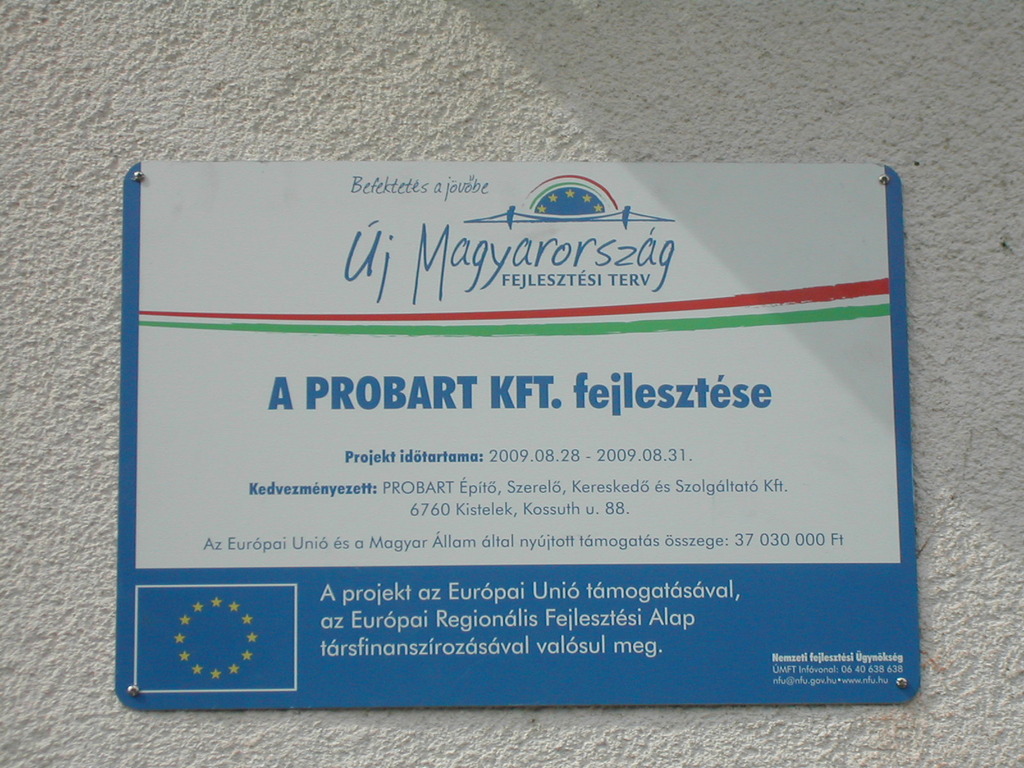 Befektetés a jövőbe
Új Magyarország
FEJLESZTÉSI TERV
A PROBART KFT. fejlesztése
Projekt időtartama: 2009.08.28 - 2009.08.31.
Kedvezményezett: PROBART Építő, Szerelő, Kereskedő és Szolgáltató Kft.
6760 Kistelek, Kossuth u. 88.
Az Európai Unió és a Magyar Állam által nyújtott támogatás összege: 37 030 000 Ft
A projekt az Európai Unió támogatásával,
az Európai Regionális Fejlesztési Alap
társfinanszírozásával valósul meg.
Nemzeti fejlesztési Ügynökség
ÚMFT Infóvonal: 06 40 638 638
nfu@nfu.gov.hu•www.nfu.hu